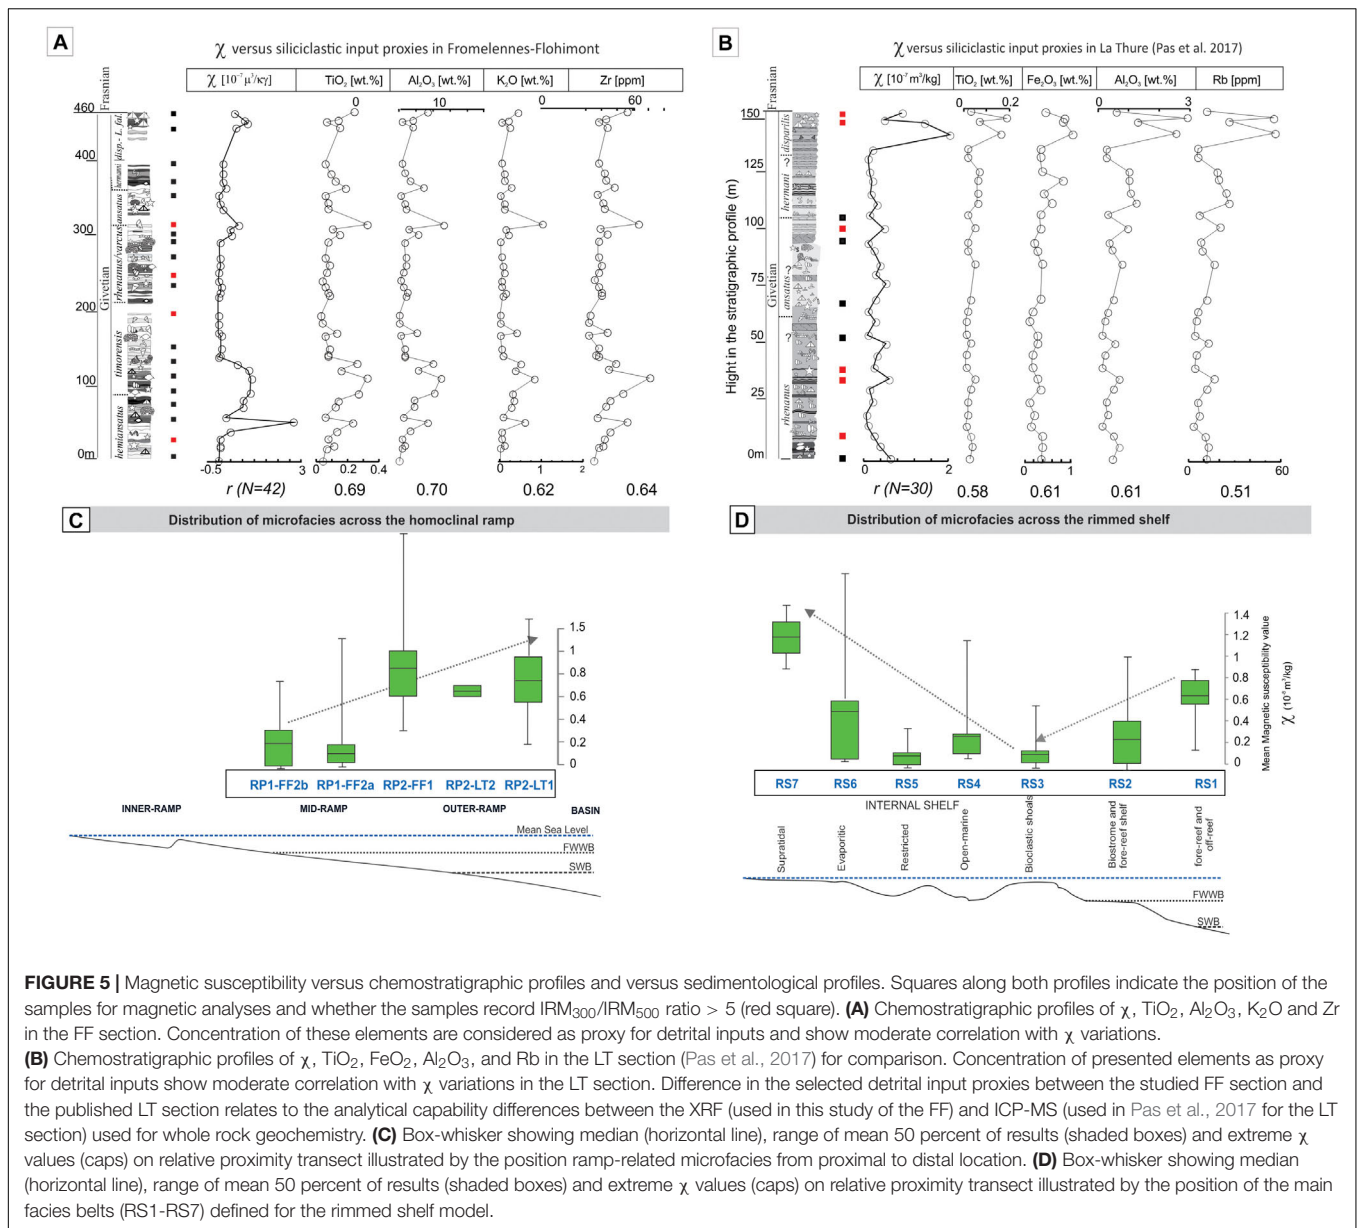 A
χ versus siliciclastic input proxies in Fromelennes-Flohimont
χ [10⁻⁷ μ³/κγ]
TiO₂ [wt.%]
Al₂O₃ [wt.%]
K₂O [wt.%]
Zr [ppm]
0
10
0
60
Frasnian
Givetian
disp.- L. fal.
hemani
ansatus
rhenanus/varcus
timorensis
hemiansatus
460
400
300
200
100
0m
-0.5
3
0
0.2
0.4
0
1
2
r (N=42)
0.69
0.70
0.62
0.64
B
χ versus siliciclastic input proxies in La Thure (Pas et al. 2017)
χ [10⁻⁷ m³/kg]
TiO₂ [wt.%]
Fe₂O₃ [wt.%]
Al₂O₃ [wt.%]
Rb [ppm]
0
0.2
0
3
Hight in the stratigraphic profile (m)
Frasnian
Givetian
disparilis
?
hermani
?
ansatus
?
rhenanus
150
125
100
75
50
25
0m
0
2
0
1
0
60
r (N=30)
0.58
0.61
0.61
0.51
C
Distribution of microfacies across the homoclinal ramp
1.5
1
0.8
0.6
0.4
0.2
0
RP1-FF2b
RP1-FF2a
RP2-FF1
RP2-LT2
RP2-LT1
INNER-RAMP
MID-RAMP
OUTER-RAMP
BASIN
Mean Sea Level
FWWB
SWB
D
Distribution of microfacies across the rimmed shelf
1.4
1.2
1
0.8
0.6
0.4
0.2
0
Mean Magnetic susceptibility value
χ (10⁻⁸ m³/kg)
RS7
RS6
RS5
RS4
RS3
RS2
RS1
INTERNAL SHELF
Supratidal
Evaporitic
Restricted
Open-marine
Bioclastic shoals
Biostrome and
fore-reef shelf
fore-reef and
off-reef
FWWB
SWB
FIGURE 5 | Magnetic susceptibility versus chemostratigraphic profiles and versus sedimentological profiles. Squares along both profiles indicate the position of the
samples for magnetic analyses and whether the samples record IRM₃₀₀/IRM₅₀₀ ratio > 5 (red square). (A) Chemostratigraphic profiles of χ, TiO₂, Al₂O₃, K₂O and Zr
in the FF section. Concentration of these elements are considered as proxy for detrital inputs and show moderate correlation with χ variations.
(B) Chemostratigraphic profiles of χ, TiO₂, FeO₂, Al₂O₃, and Rb in the LT section (Pas et al., 2017) for comparison. Concentration of presented elements as proxy
for detrital inputs show moderate correlation with χ variations in the LT section. Difference in the selected detrital input proxies between the studied FF section and
the published LT section relates to the analytical capability differences between the XRF (used in this study of the FF) and ICP-MS (used in Pas et al., 2017 for the LT
section) used for whole rock geochemistry. (C) Box-whisker showing median (horizontal line), range of mean 50 percent of results (shaded boxes) and extreme χ
values (caps) on relative proximity transect illustrated by the position ramp-related microfacies from proximal to distal location. (D) Box-whisker showing median
(horizontal line), range of mean 50 percent of results (shaded boxes) and extreme χ values (caps) on relative proximity transect illustrated by the position of the main
facies belts (RS1-RS7) defined for the rimmed shelf model.